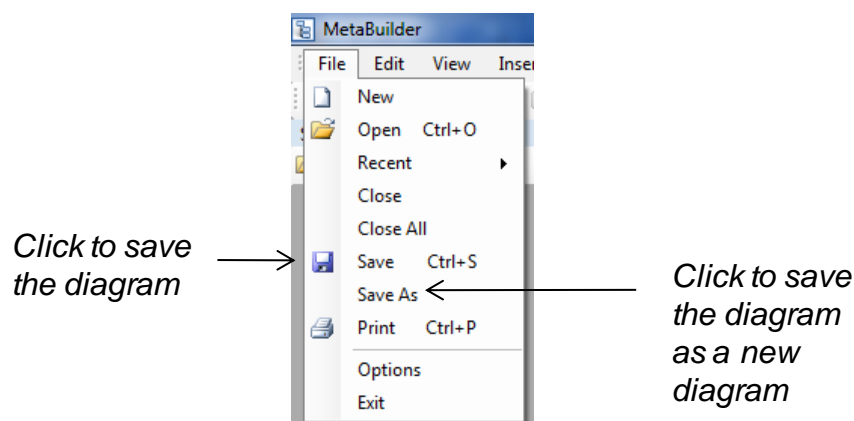 MetaBuilder
File Edit View Inser
New
Open Ctrl+O
Recent
Close
Close All
Save Ctrl+S
Save As
Print Ctrl+P
Options
Exit
Click to save
the diagram
Click to save
the diagram
as a new
diagram